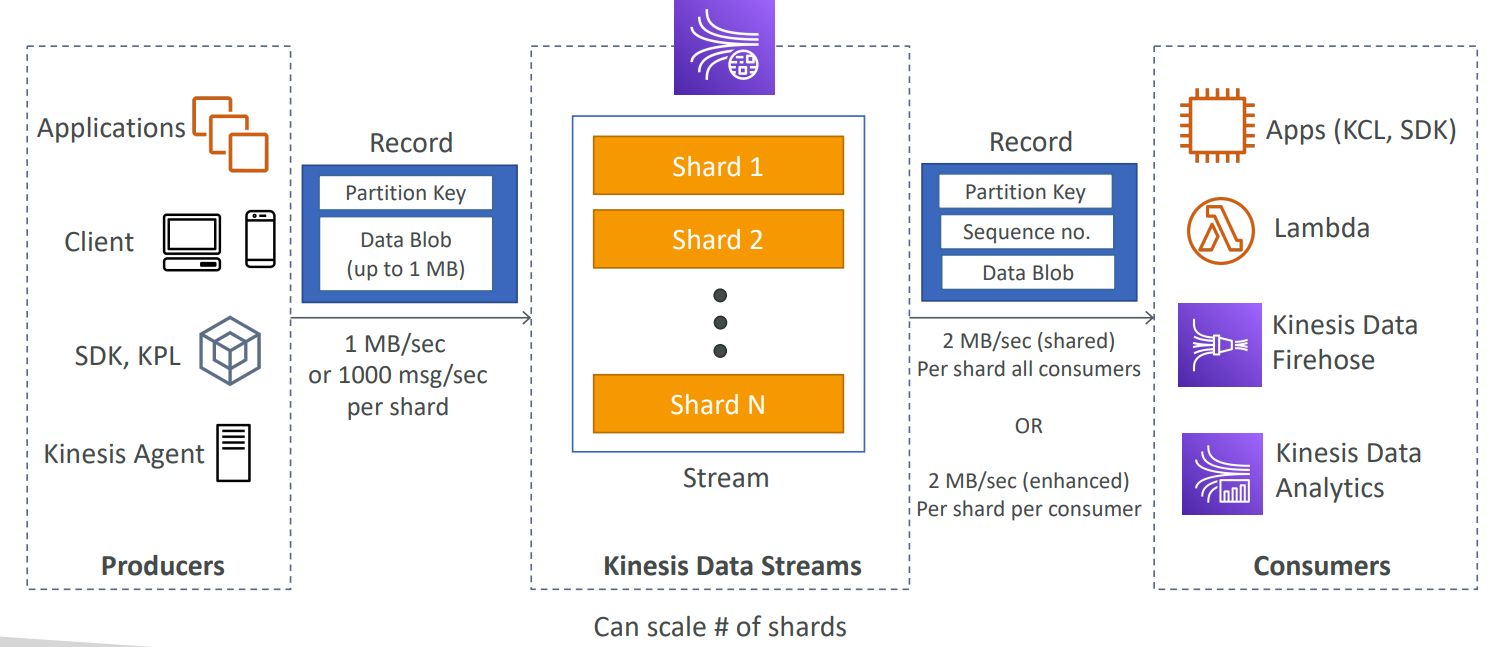 Applications
Client
SDK, KPL
Kinesis Agent
Producers
Record
Partition Key
Data Blob
(up to 1 MB)
1 MB/sec
or 1000 msg/sec
per shard
Shard 1
Shard 2
Shard N
Stream
Kinesis Data Streams
Can scale # of shards
Record
Partition Key
Sequence no.
Data Blob
2 MB/sec (shared)
Per shard all consumers
OR
2 MB/sec (enhanced)
Per shard per consumer
Apps (KCL, SDK)
Lambda
Kinesis Data
Firehose
Kinesis Data
Analytics
Consumers